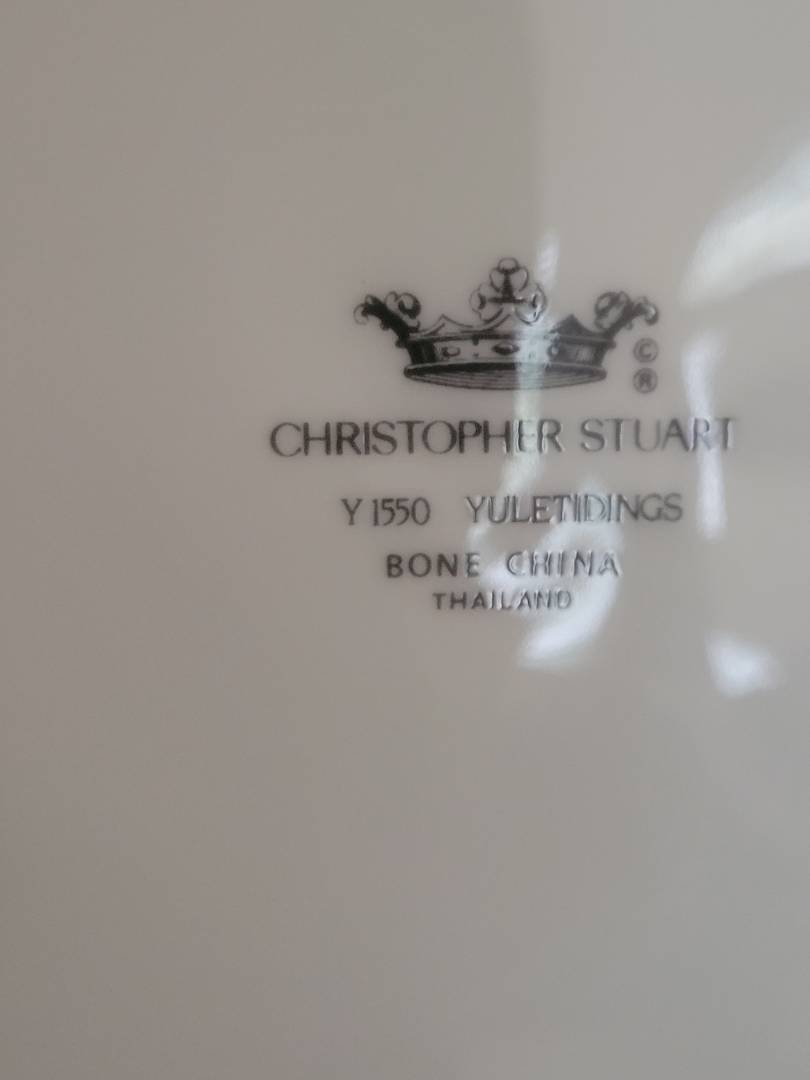 ©
®
CHRISTOPHER STUART
Y 1550 YULETIDINGS
BONE CHINA
THAILAND